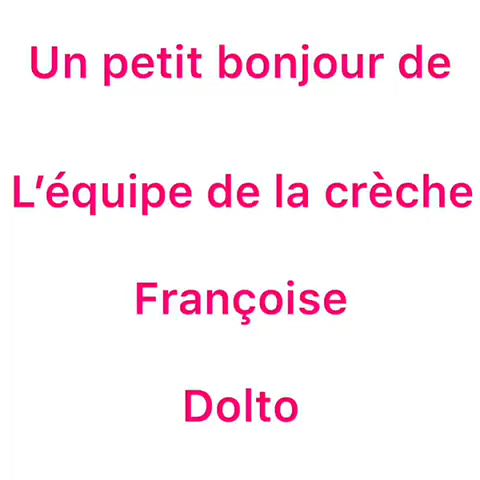 Un petit bonjour de
L’équipe de la crèche
Françoise
Dolto